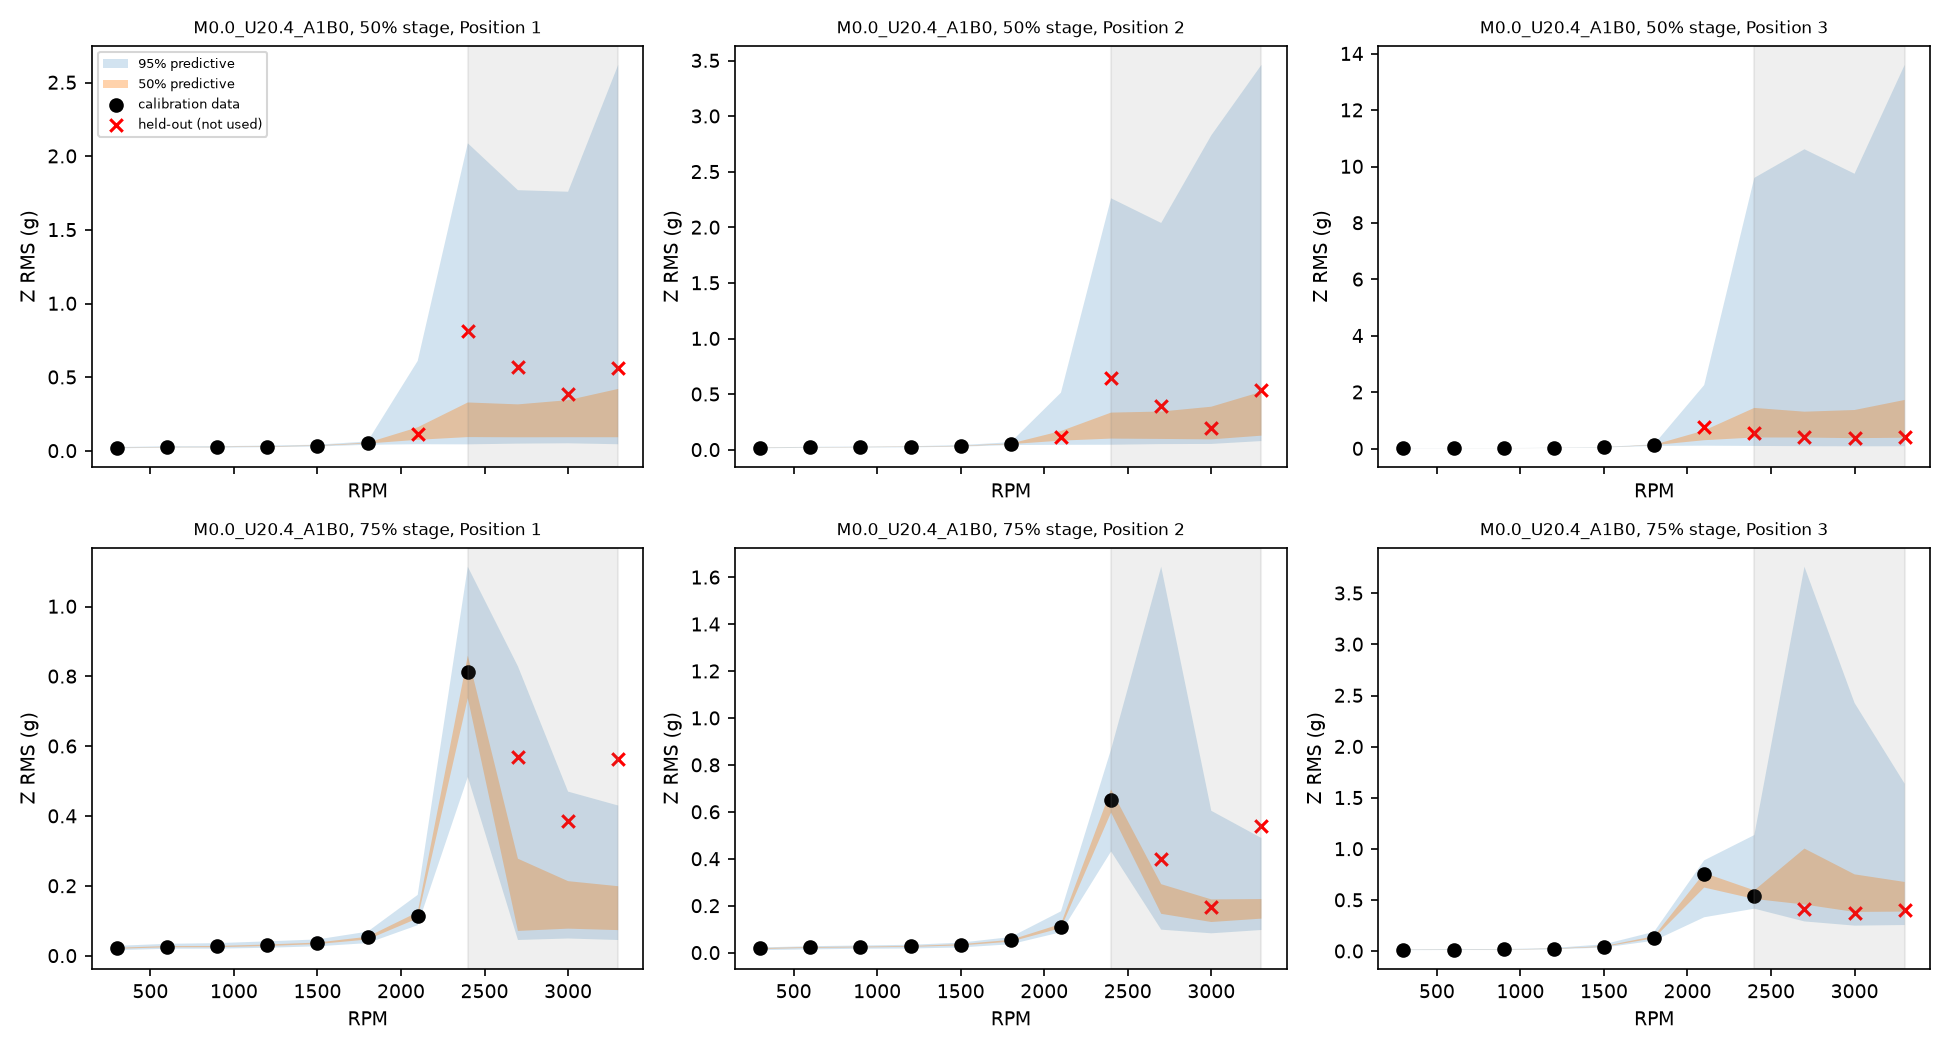 M0.0_U20.4_A1B0, 50% stage, Position 1
2.5
2.0
1.5
1.0
0.5
0.0
Z RMS (g)
RPM
95% predictive
50% predictive
calibration data
held-out (not used)
M0.0_U20.4_A1B0, 50% stage, Position 2
3.5
3.0
2.5
2.0
1.5
1.0
0.5
0.0
Z RMS (g)
RPM
M0.0_U20.4_A1B0, 50% stage, Position 3
14
12
10
8
6
4
2
0
Z RMS (g)
RPM
M0.0_U20.4_A1B0, 75% stage, Position 1
1.0
0.8
0.6
0.4
0.2
0.0
Z RMS (g)
500 1000 1500 2000 2500 3000
RPM
M0.0_U20.4_A1B0, 75% stage, Position 2
1.6
1.4
1.2
1.0
0.8
0.6
0.4
0.2
0.0
Z RMS (g)
500 1000 1500 2000 2500 3000
RPM
M0.0_U20.4_A1B0, 75% stage, Position 3
3.5
3.0
2.5
2.0
1.5
1.0
0.5
0.0
Z RMS (g)
500 1000 1500 2000 2500 3000
RPM